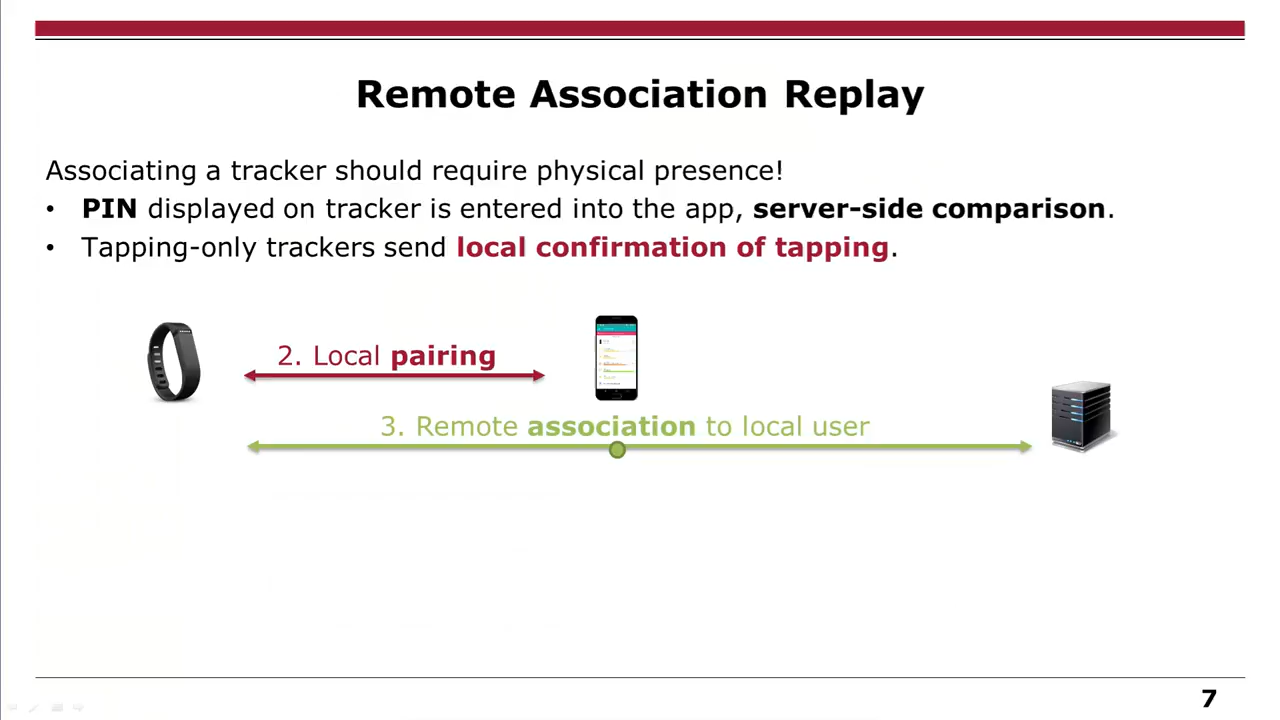 Remote Association Replay
Associating a tracker should require physical presence!
• PIN displayed on tracker is entered into the app, server-side comparison.
• Tapping-only trackers send local confirmation of tapping.
2. Local pairing
3. Remote association to local user
7